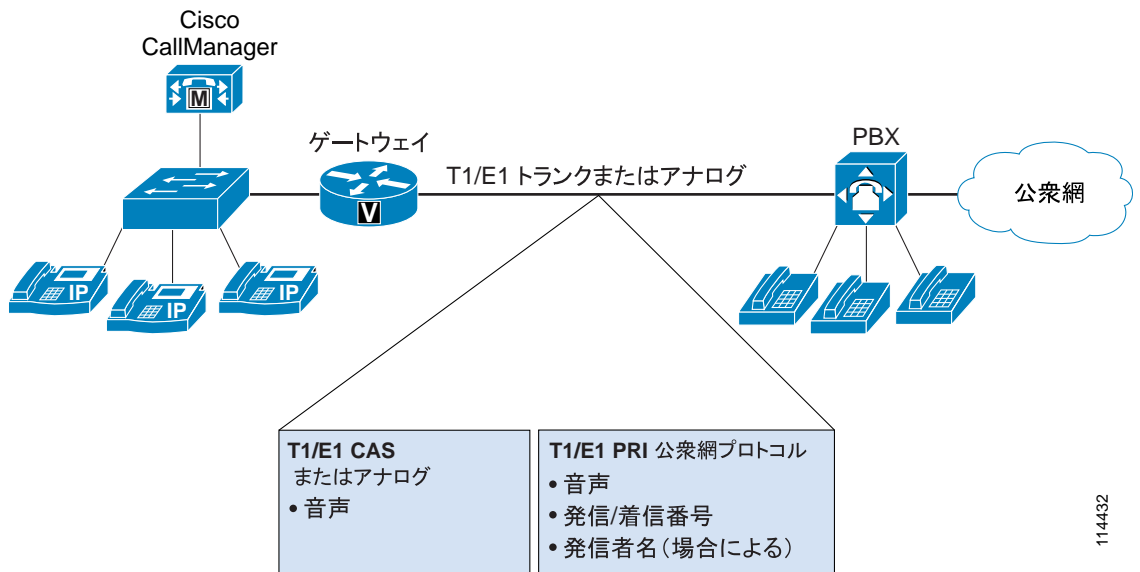 Cisco
CallManager
M
ゲートウェイ
PBX
T1/E1 トランクまたはアナログ
公衆網
V
IP
IP
IP
T1/E1 CAS
またはアナログ
• 音声
T1/E1 PRI 公衆網プロトコル
• 音声
• 発信/着信番号
• 発信者名（場合による）
114432